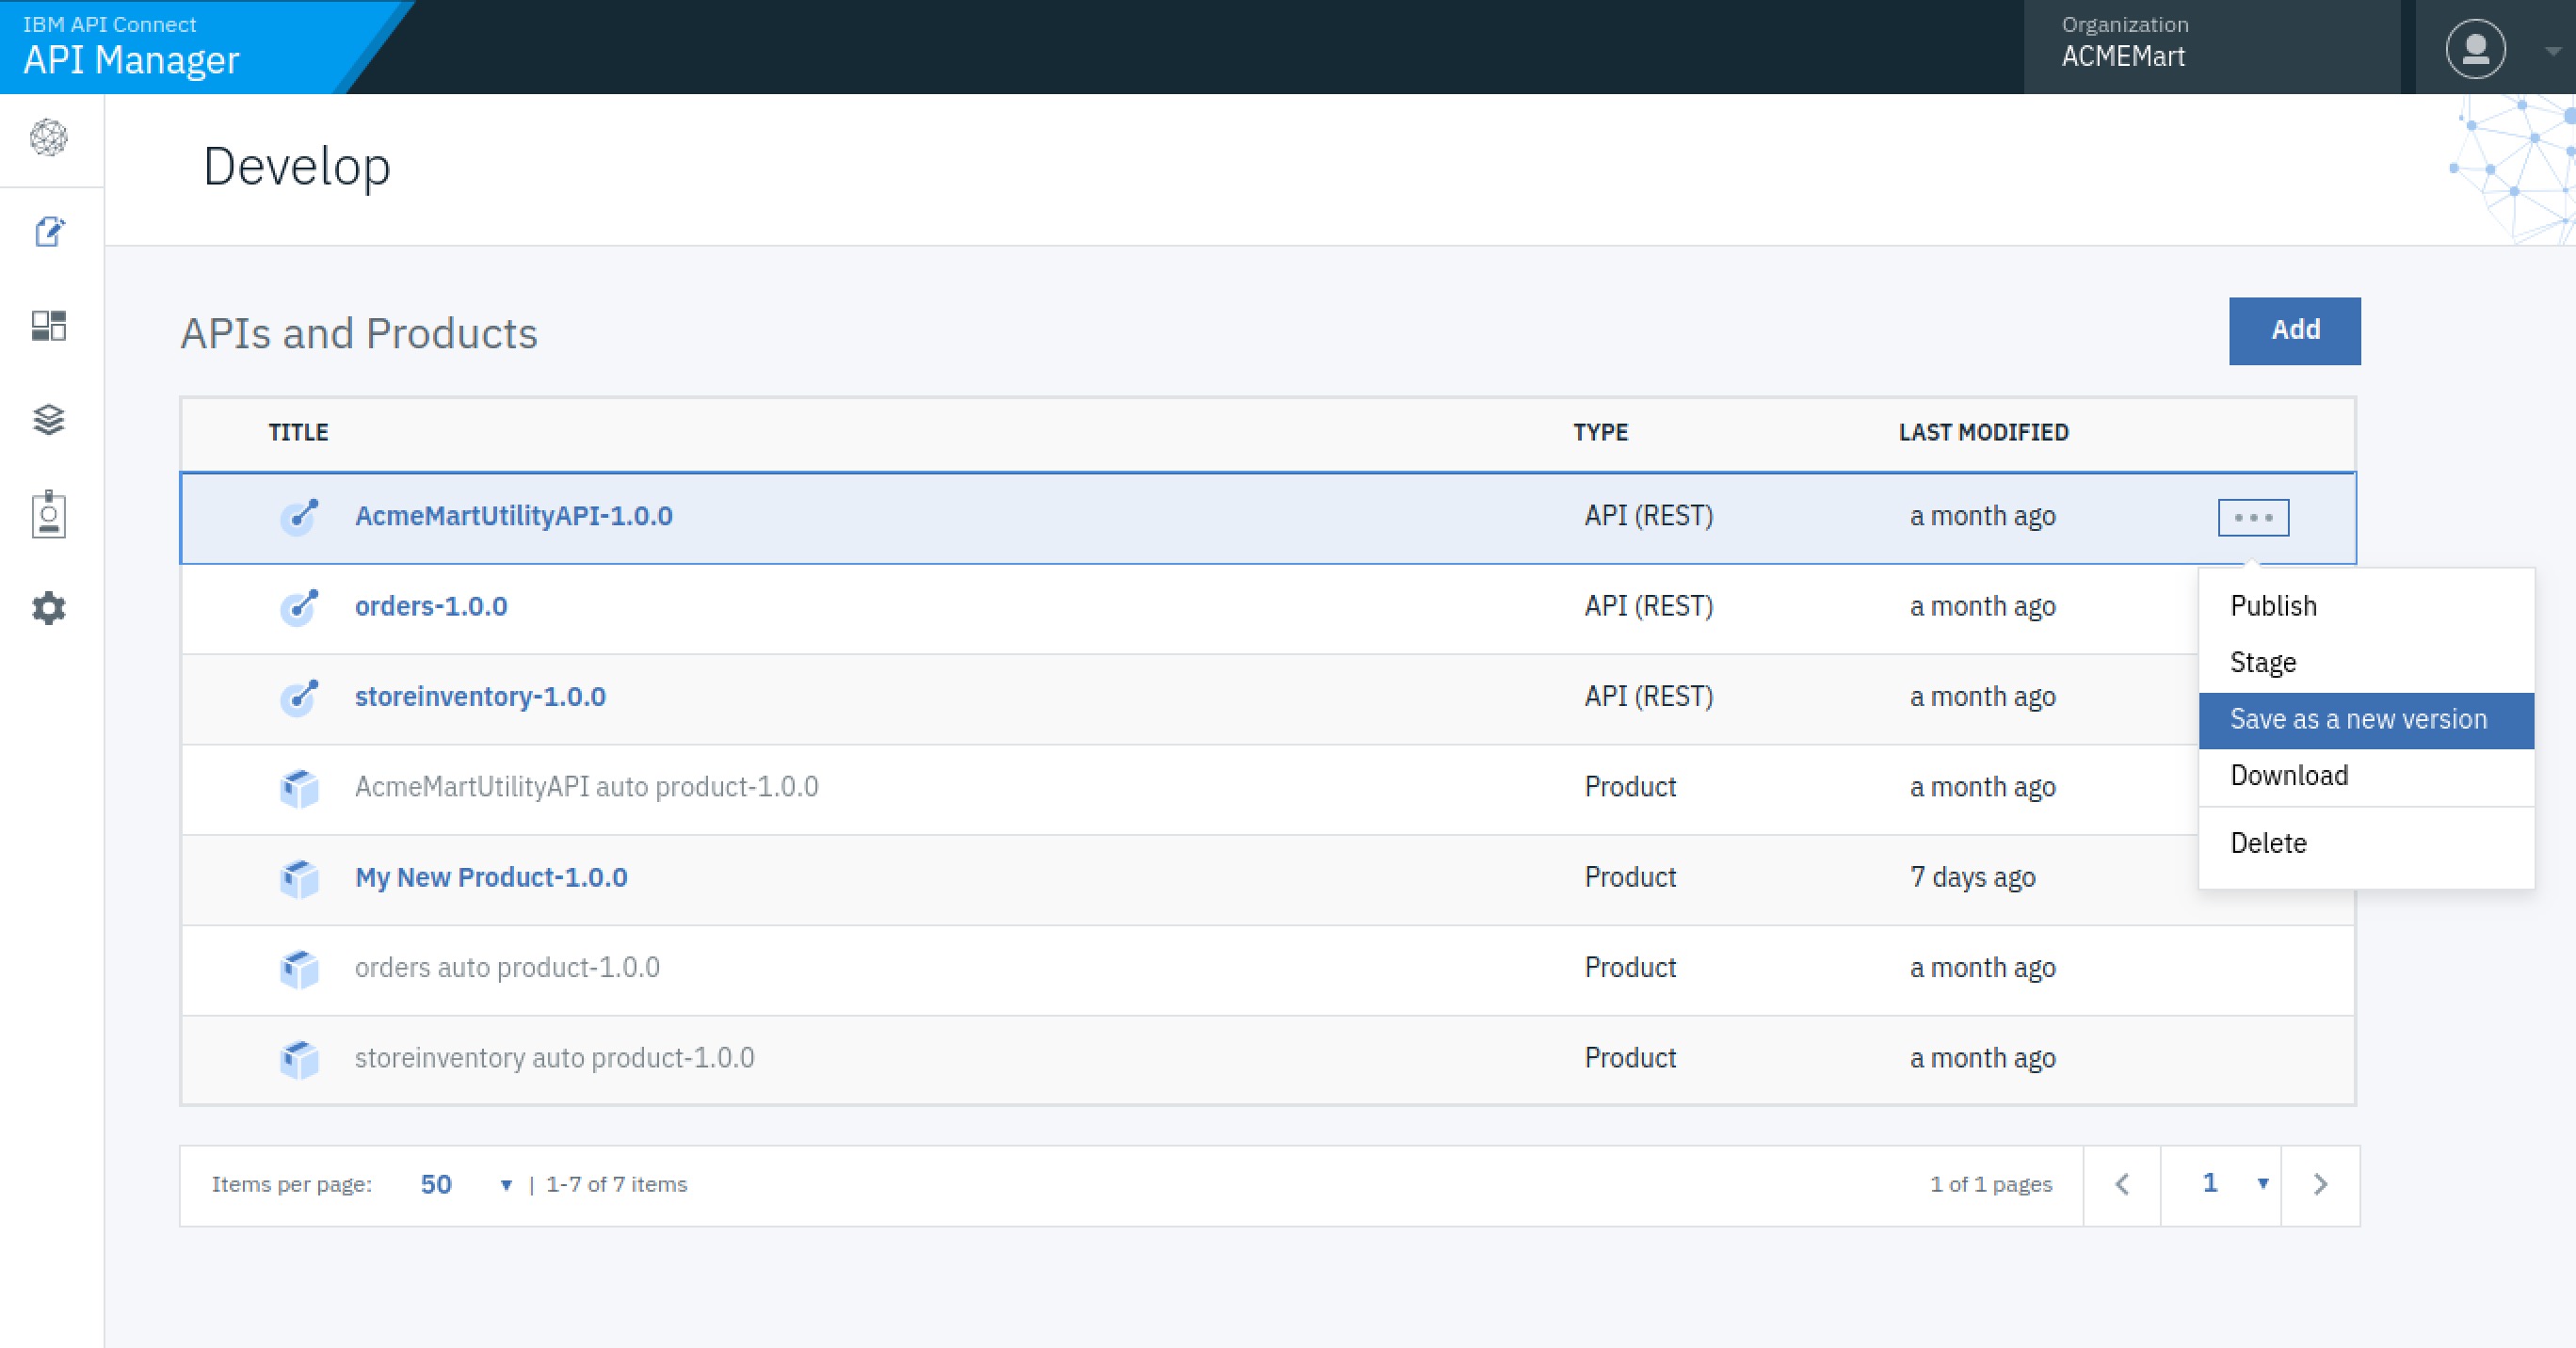 IBM API Connect
API Manager
Organization
ACMEMart
Develop
APIs and Products
Add
TITLE TYPE LAST MODIFIED
AcmeMartUtilityAPI-1.0.0 API (REST) a month ago
orders-1.0.0 API (REST) a month ago
storeinventory-1.0.0 API (REST) a month ago
AcmeMartUtilityAPI auto product-1.0.0 Product a month ago
My New Product-1.0.0 Product 7 days ago
orders auto product-1.0.0 Product a month ago
storeinventory auto product-1.0.0 Product a month ago
Publish
Stage
Save as a new version
Download
Delete
Items per page: 50 | 1-7 of 7 items 1 of 1 pages 1